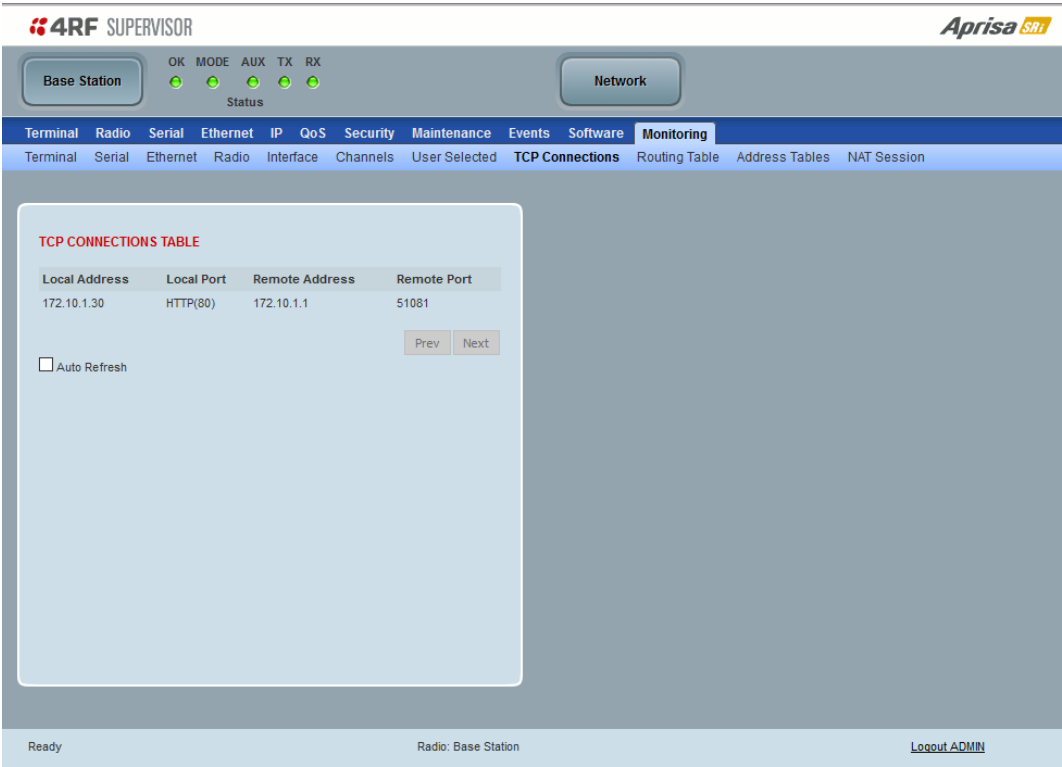 4RF SUPERVISOR
Aprisa SRi
OK MODE AUX TX RX
Base Station
Network
Status
Terminal Radio Serial Ethernet IP QoS Security Maintenance Events Software Monitoring
Terminal Serial Ethernet Radio Interface Channels User Selected TCP Connections Routing Table Address Tables NAT Session
TCP CONNECTIONS TABLE
Local Address Local Port Remote Address Remote Port
172.10.1.30 HTTP(80) 172.10.1.1 51081
Prev Next
Auto Refresh
Ready Radio: Base Station Logout ADMIN